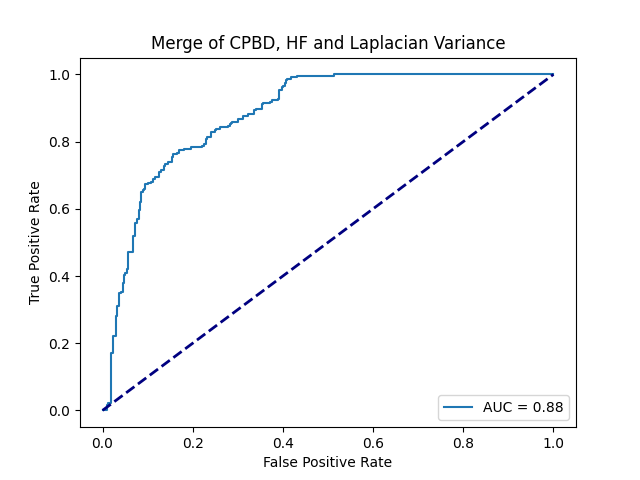 Merge of CPBD, HF and Laplacian Variance
1.0
0.8
0.6
0.4
0.2
0.0
True Positive Rate
AUC = 0.88
0.0 0.2 0.4 0.6 0.8 1.0
False Positive Rate